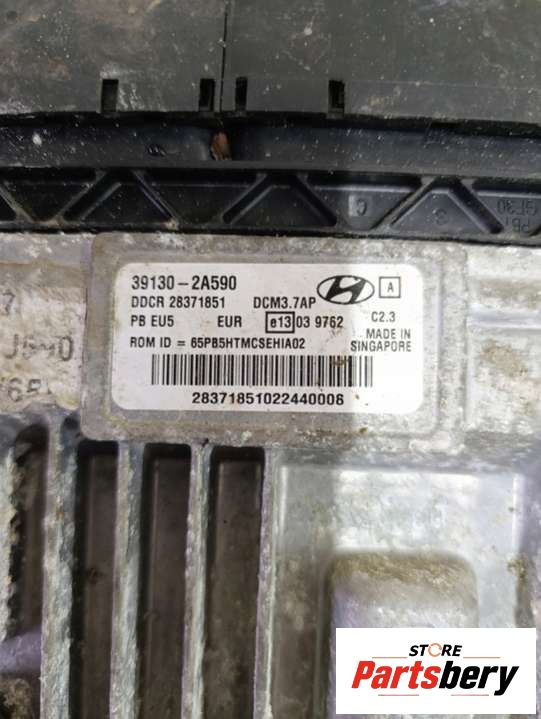 39130-2A590
DDCR 28371851 DCM3.7AP A
PB EU5 EUR e13 03 9762 C2.3
ROM ID = 65PB5HTMCSEHIA02 MADE IN
SINGAPORE
28371851022440006
STORE
Partsbery